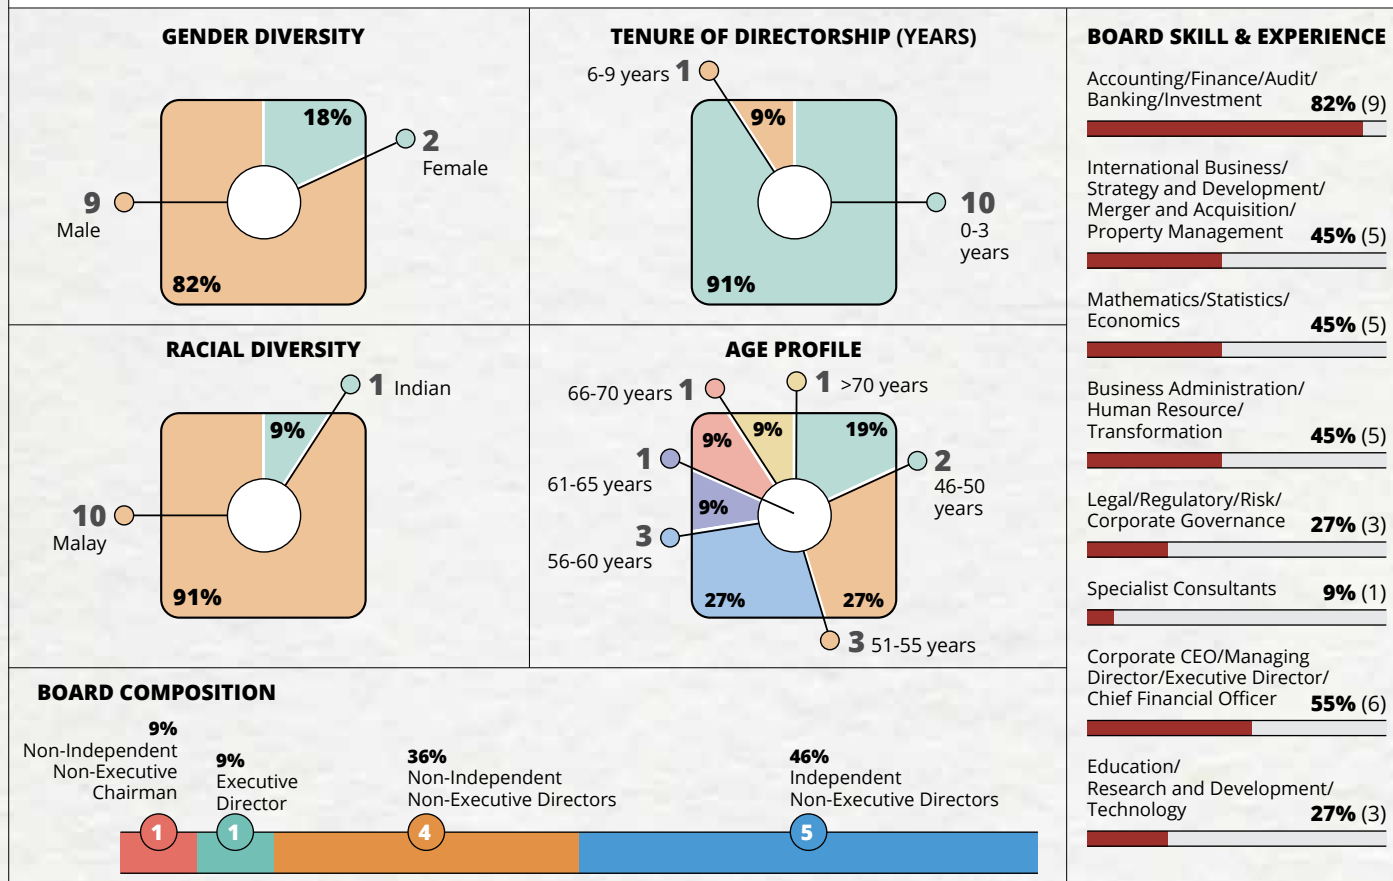 GENDER DIVERSITY
18%
2
Female
9
Male
82%
TENURE OF DIRECTORSHIP (YEARS)
6-9 years 1
9%
10
0-3
years
91%
RACIAL DIVERSITY
1 Indian
9%
10
Malay
91%
AGE PROFILE
66-70 years 1
1 >70 years
9%
9%
19%
1
61-65 years
2
46-50
years
9%
3
56-60 years
27%
27%
3 51-55 years
BOARD COMPOSITION
9%
Non-Independent
Non-Executive
Chairman
9%
Executive
Director
36%
Non-Independent
Non-Executive Directors
46%
Independent
Non-Executive Directors
1
1
4
5
BOARD SKILL & EXPERIENCE
Accounting/Finance/Audit/
Banking/Investment 82% (9)
International Business/
Strategy and Development/
Merger and Acquisition/
Property Management 45% (5)
Mathematics/Statistics/
Economics 45% (5)
Business Administration/
Human Resource/
Transformation 45% (5)
Legal/Regulatory/Risk/
Corporate Governance 27% (3)
Specialist Consultants 9% (1)
Corporate CEO/Managing
Director/Executive Director/
Chief Financial Officer 55% (6)
Education/
Research and Development/
Technology 27% (3)